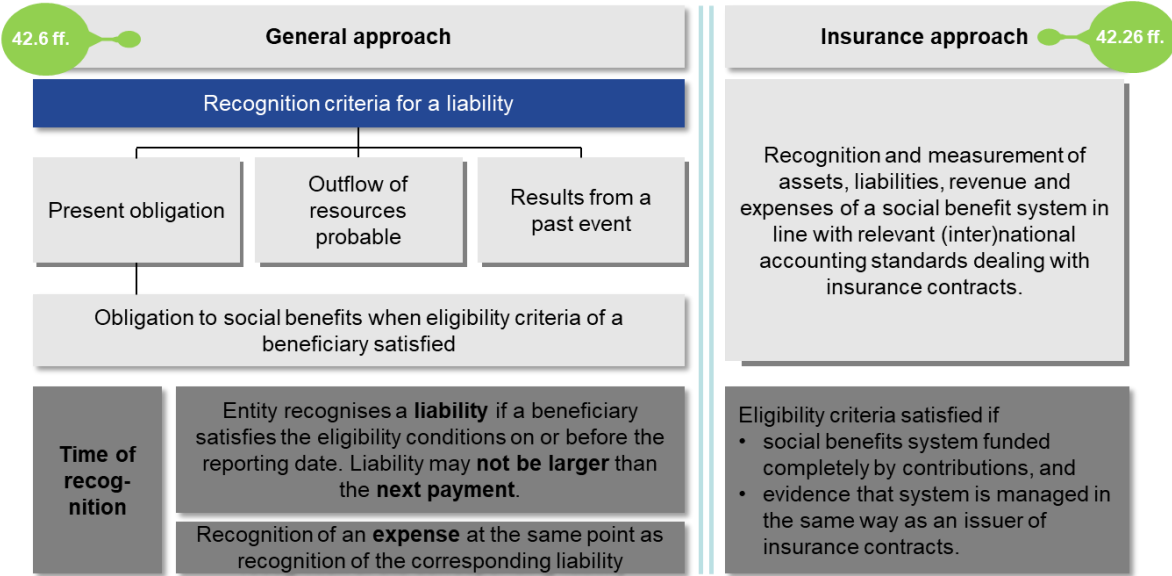 42.6 ff.
General approach
Recognition criteria for a liability
Present obligation
Outflow of
resources
probable
Results from a
past event
Obligation to social benefits when eligibility criteria of a
beneficiary satisfied
Time of
recog-
nition
Entity recognises a liability if a beneficiary
satisfies the eligibility conditions on or before the
reporting date. Liability may not be larger than
the next payment.
Recognition of an expense at the same point as
recognition of the corresponding liability
Insurance approach
42.26 ff.
Recognition and measurement of
assets, liabilities, revenue and
expenses of a social benefit system in
line with relevant (inter)national
accounting standards dealing with
insurance contracts.
Eligibility criteria satisfied if
• social benefits system funded
completely by contributions, and
• evidence that system is managed in
the same way as an issuer of
insurance contracts.